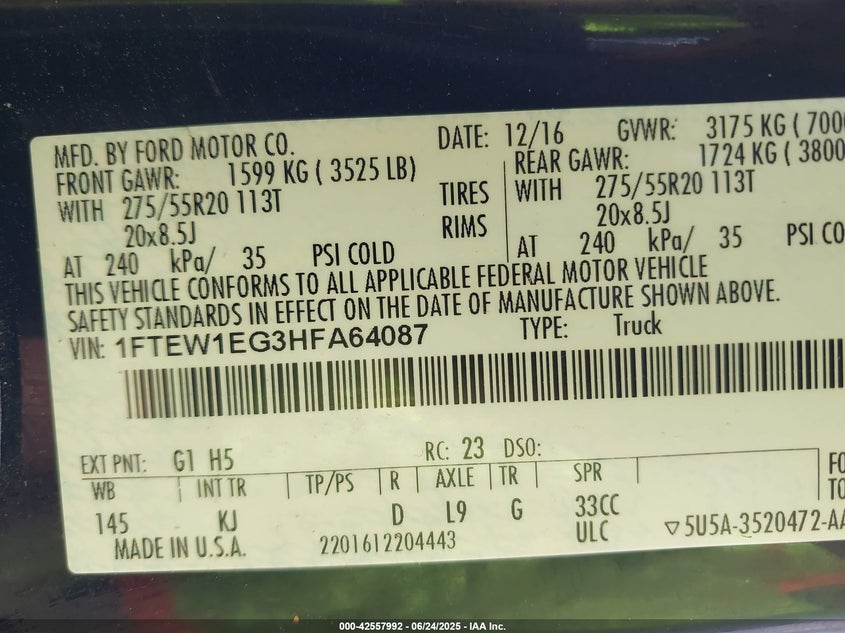 MFD. BY FORD MOTOR CO. DATE: 12/16 GVWR: 3175 KG ( 7000
FRONT GAWR: 1599 KG ( 3525 LB) REAR GAWR: 1724 KG ( 3800
WITH 275/55R20 113T TIRES WITH 275/55R20 113T
20x8.5J RIMS 20x8.5J
AT 240 kPa/ 35 PSI COLD AT 240 kPa/ 35 PSI CO
THIS VEHICLE CONFORMS TO ALL APPLICABLE FEDERAL MOTOR VEHICLE
SAFETY STANDARDS IN EFFECT ON THE DATE OF MANUFACTURE SHOWN ABOVE.
VIN: 1FTEW1EG3HFA64087 TYPE: Truck
EXT PNT: G1 H5 RC: 23 DSO:
WB INT TR TP/PS R AXLE TR SPR FO
TO
145 KJ D L9 G 33CC
ULC ▽5U5A-3520472-AA
MADE IN U.S.A. 2201612204443
000-42557992 - 06/24/2025 - IAA Inc.